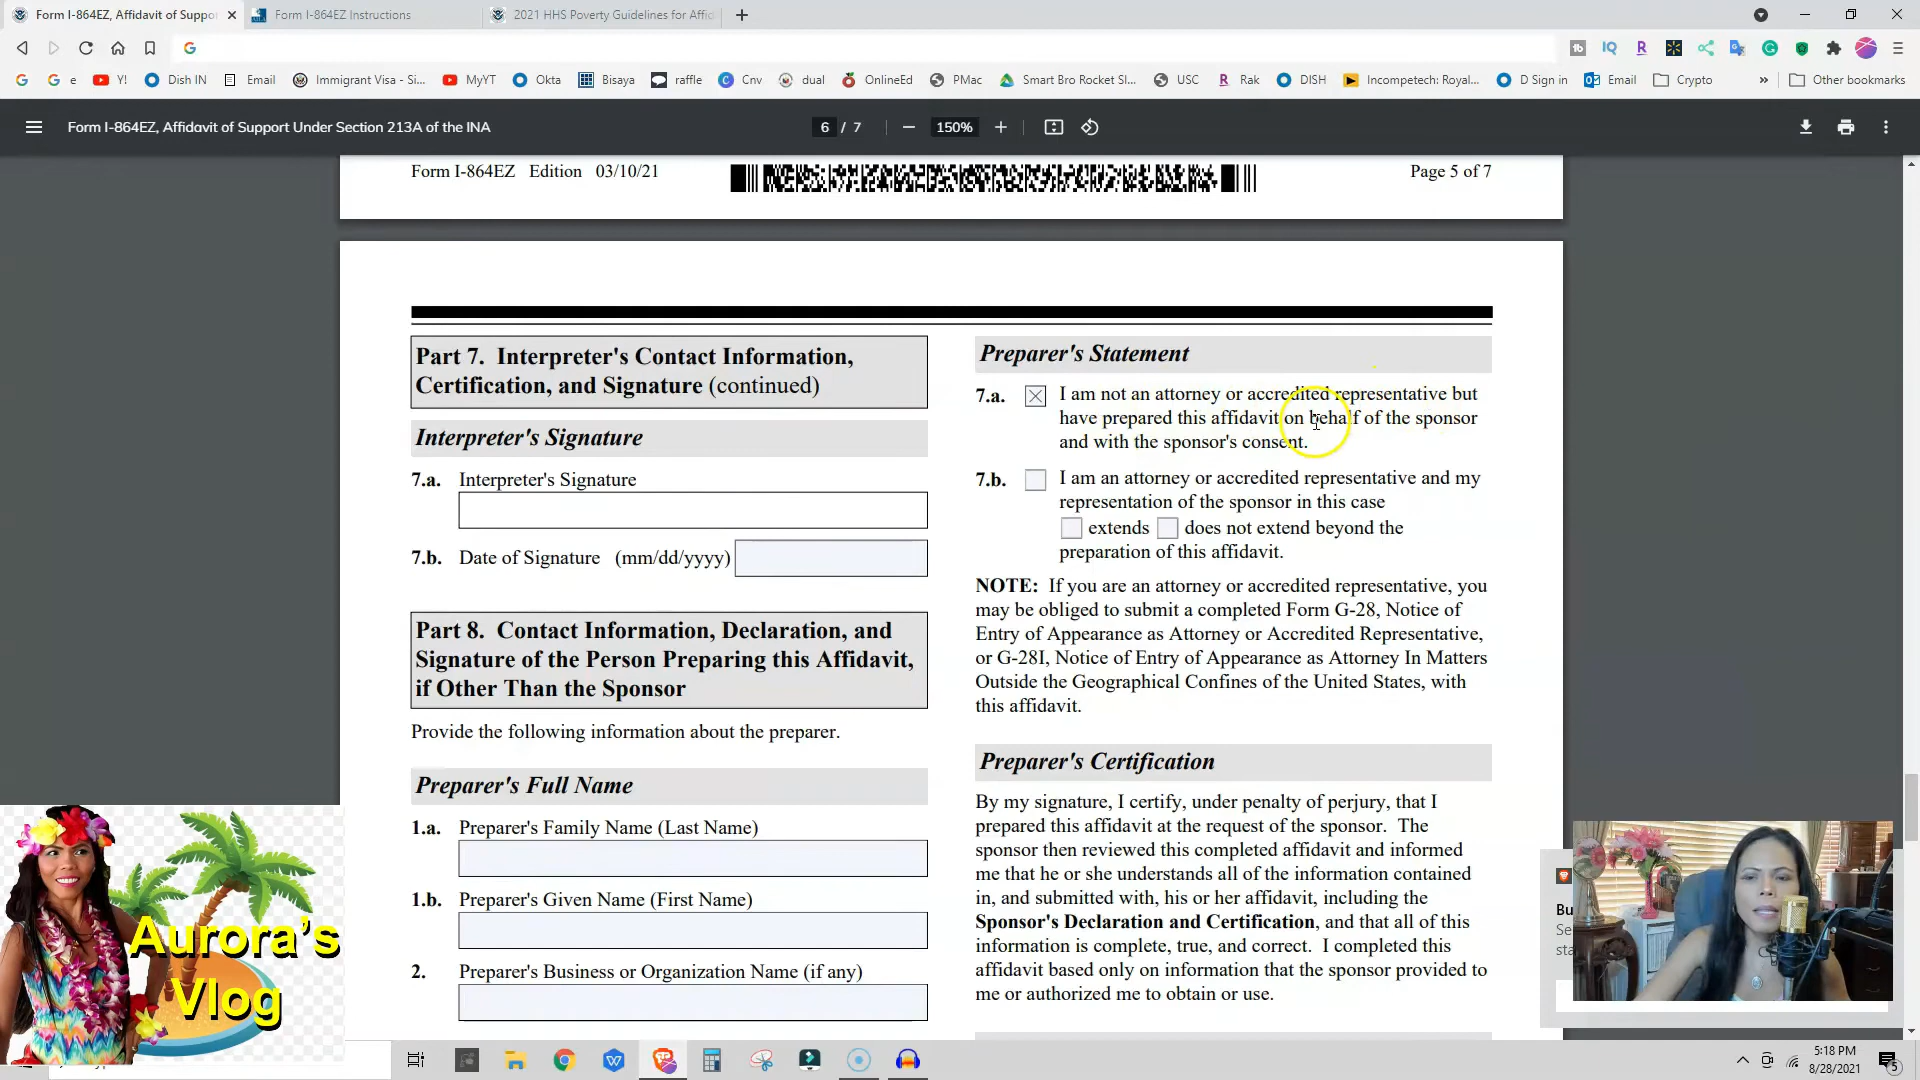 Form I-864EZ, Affidavit of Suppor
Form I-864EZ Instructions
2021 HHS Poverty Guidelines for Affid
G
e
Y!
Dish IN
Email
Immigrant Visa - Si...
MyYT
Okta
Bisaya
raffle
Cnv
dual
OnlineEd
PMac
Smart Bro Rocket Sl...
USC
Rak
DISH
Incompetech: Royal...
D Sign in
Email
Crypto
»
Other bookmarks
Form I-864EZ, Affidavit of Support Under Section 213A of the INA
6 / 7
150%
Form I-864EZ Edition 03/10/21
Page 5 of 7
Part 7. Interpreter's Contact Information,
Certification, and Signature (continued)
Interpreter's Signature
7.a. Interpreter's Signature
7.b. Date of Signature (mm/dd/yyyy)
Part 8. Contact Information, Declaration, and
Signature of the Person Preparing this Affidavit,
if Other Than the Sponsor
Provide the following information about the preparer.
Preparer's Full Name
1.a. Preparer's Family Name (Last Name)
1.b. Preparer's Given Name (First Name)
2. Preparer's Business or Organization Name (if any)
Preparer's Statement
7.a. I am not an attorney or accredited representative but
have prepared this affidavit on behalf of the sponsor
and with the sponsor's consent.
7.b. I am an attorney or accredited representative and my
representation of the sponsor in this case
extends does not extend beyond the
preparation of this affidavit.
NOTE: If you are an attorney or accredited representative, you
may be obliged to submit a completed Form G-28, Notice of
Entry of Appearance as Attorney or Accredited Representative,
or G-28I, Notice of Entry of Appearance as Attorney In Matters
Outside the Geographical Confines of the United States, with
this affidavit.
Preparer's Certification
By my signature, I certify, under penalty of perjury, that I
prepared this affidavit at the request of the sponsor. The
sponsor then reviewed this completed affidavit and informed
me that he or she understands all of the information contained
in, and submitted with, his or her affidavit, including the
Sponsor's Declaration and Certification, and that all of this
information is complete, true, and correct. I completed this
affidavit based only on information that the sponsor provided to
me or authorized me to obtain or use.
Aurora's
Vlog
Bu
Se
sta
5:18 PM
8/28/2021
5